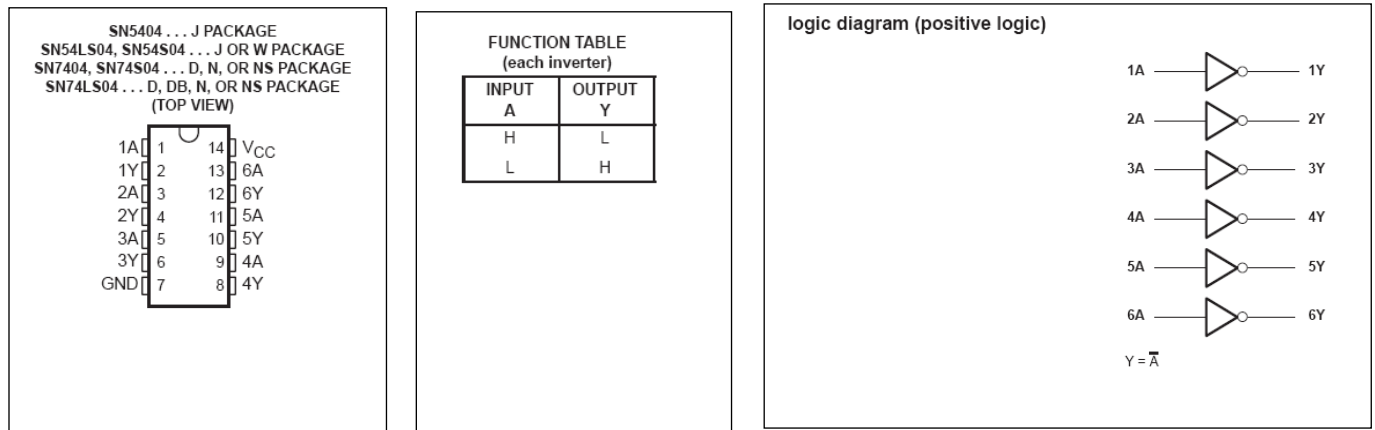 SN5404 . . . J PACKAGE
SN54LS04, SN54S04 . . . J OR W PACKAGE
SN7404, SN74S04 . . . D, N, OR NS PACKAGE
SN74LS04 . . . D, DB, N, OR NS PACKAGE
(TOP VIEW)
1A 1 14 VCC
1Y 2 13 6A
2A 3 12 6Y
2Y 4 11 5A
3A 5 10 5Y
3Y 6 9 4A
GND 7 8 4Y
FUNCTION TABLE
(each inverter)
INPUT OUTPUT
A Y
H L
L H
logic diagram (positive logic)
1A 1Y
2A 2Y
3A 3Y
4A 4Y
5A 5Y
6A 6Y
Y = A̅